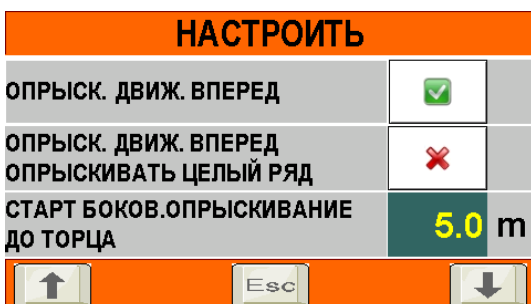 НАСТРОИТЬ
ОПРЫСК. ДВИЖ. ВПЕРЕД
ОПРЫСК. ДВИЖ. ВПЕРЕД
ОПРЫСКИВАТЬ ЦЕЛЫЙ РЯД
СТАРТ БОКОВ.ОПРЫСКИВАНИЕ
ДО ТОРЦА
5.0 m
Esc